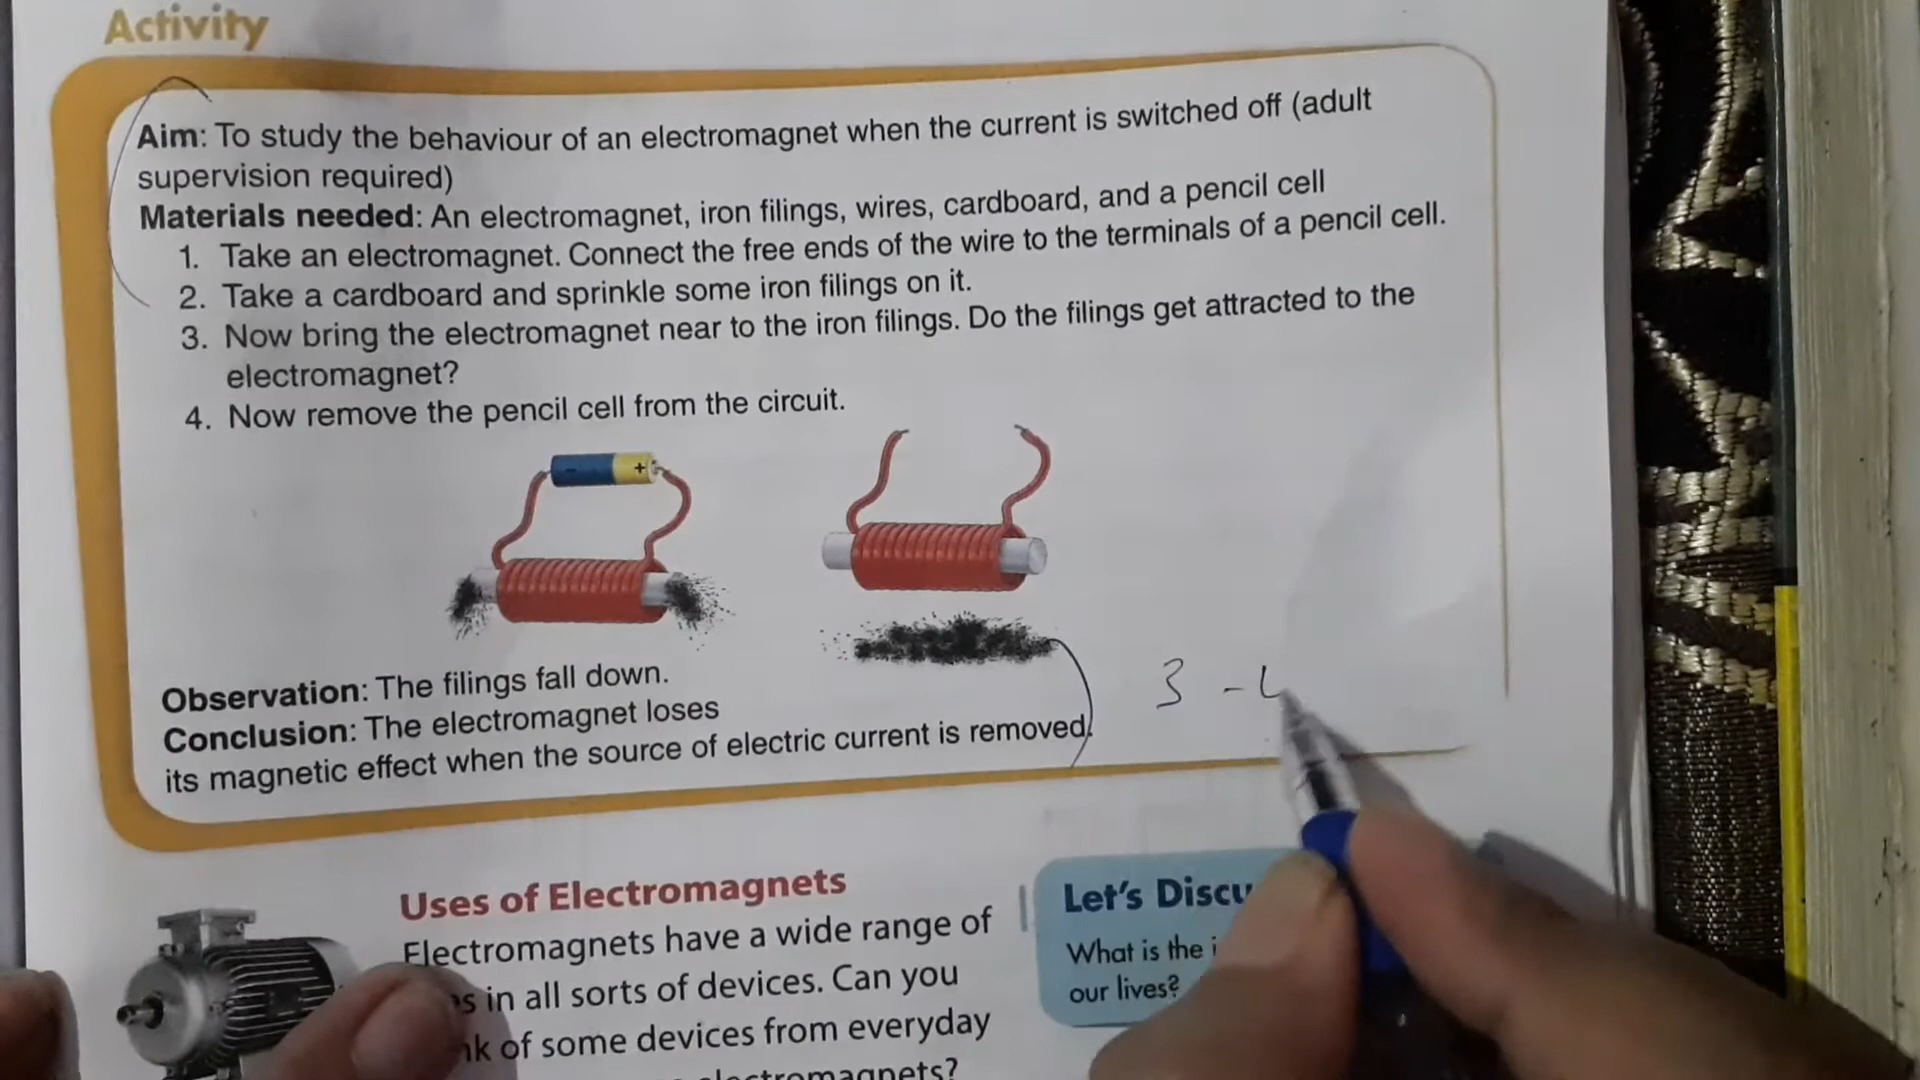 Activity
Aim: To study the behaviour of an electromagnet when the current is switched off (adult
supervision required)
Materials needed: An electromagnet, iron filings, wires, cardboard, and a pencil cell
1. Take an electromagnet. Connect the free ends of the wire to the terminals of a pencil cell.
2. Take a cardboard and sprinkle some iron filings on it.
3. Now bring the electromagnet near to the iron filings. Do the filings get attracted to the
electromagnet?
4. Now remove the pencil cell from the circuit.
+
Observation: The filings fall down.
Conclusion: The electromagnet loses
its magnetic effect when the source of electric current is removed.
3 -
Uses of Electromagnets
Electromagnets have a wide range of
in all sorts of devices. Can you
of some devices from everyday
Let's
What is the
our lives?